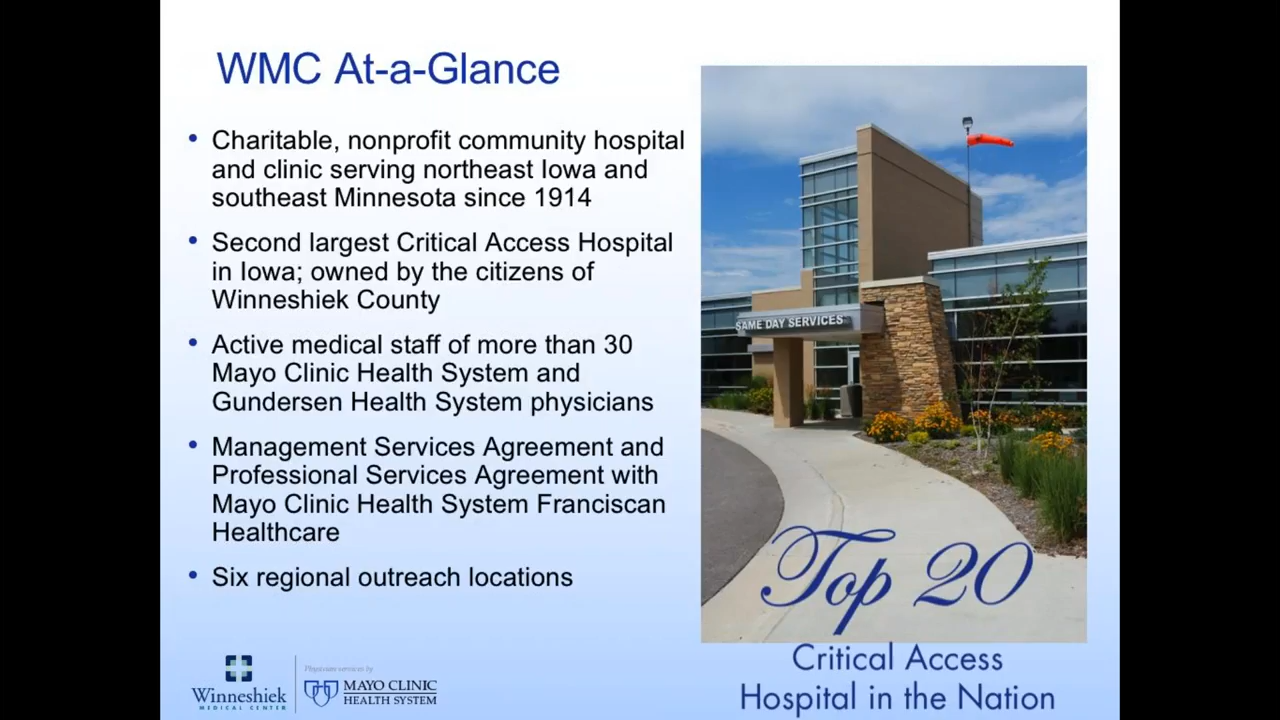 WMC At-a-Glance
• Charitable, nonprofit community hospital
and clinic serving northeast Iowa and
southeast Minnesota since 1914
• Second largest Critical Access Hospital
in Iowa; owned by the citizens of
Winneshiek County
• Active medical staff of more than 30
Mayo Clinic Health System and
Gundersen Health System physicians
• Management Services Agreement and
Professional Services Agreement with
Mayo Clinic Health System Franciscan
Healthcare
• Six regional outreach locations
SAME DAY SERVICES
Top 20
Critical Access
Hospital in the Nation
Winneshiek
MEDICAL CENTER
Physician services by
MAYO CLINIC
HEALTH SYSTEM